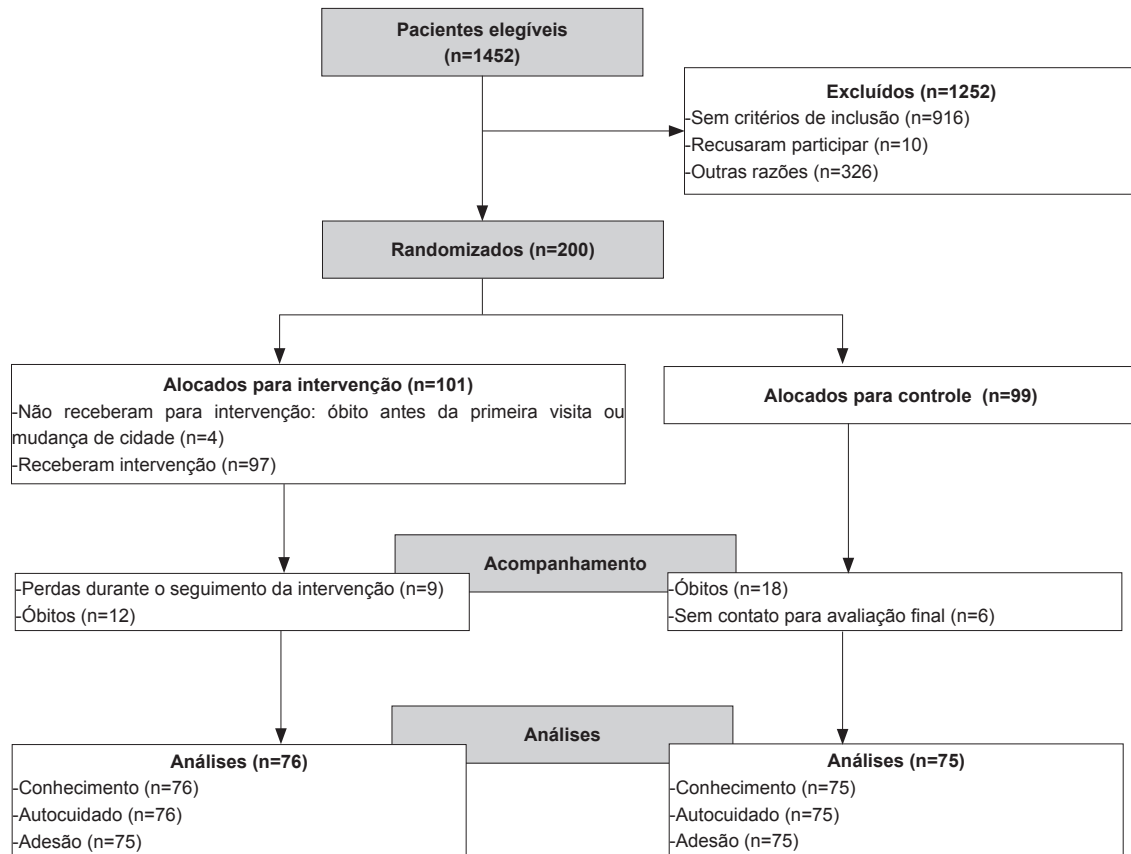 Pacientes elegíveis
(n=1452)
Excluídos (n=1252)
-Sem critérios de inclusão (n=916)
-Recusaram participar (n=10)
-Outras razões (n=326)
Randomizados (n=200)
Alocados para intervenção (n=101)
-Não receberam para intervenção: óbito antes da primeira visita ou
mudança de cidade (n=4)
-Receberam intervenção (n=97)
Alocados para controle (n=99)
Acompanhamento
-Perdas durante o seguimento da intervenção (n=9)
-Óbitos (n=12)
-Óbitos (n=18)
-Sem contato para avaliação final (n=6)
Análises
Análises (n=76)
-Conhecimento (n=76)
-Autocuidado (n=76)
-Adesão (n=75)
Análises (n=75)
-Conhecimento (n=75)
-Autocuidado (n=75)
-Adesão (n=75)